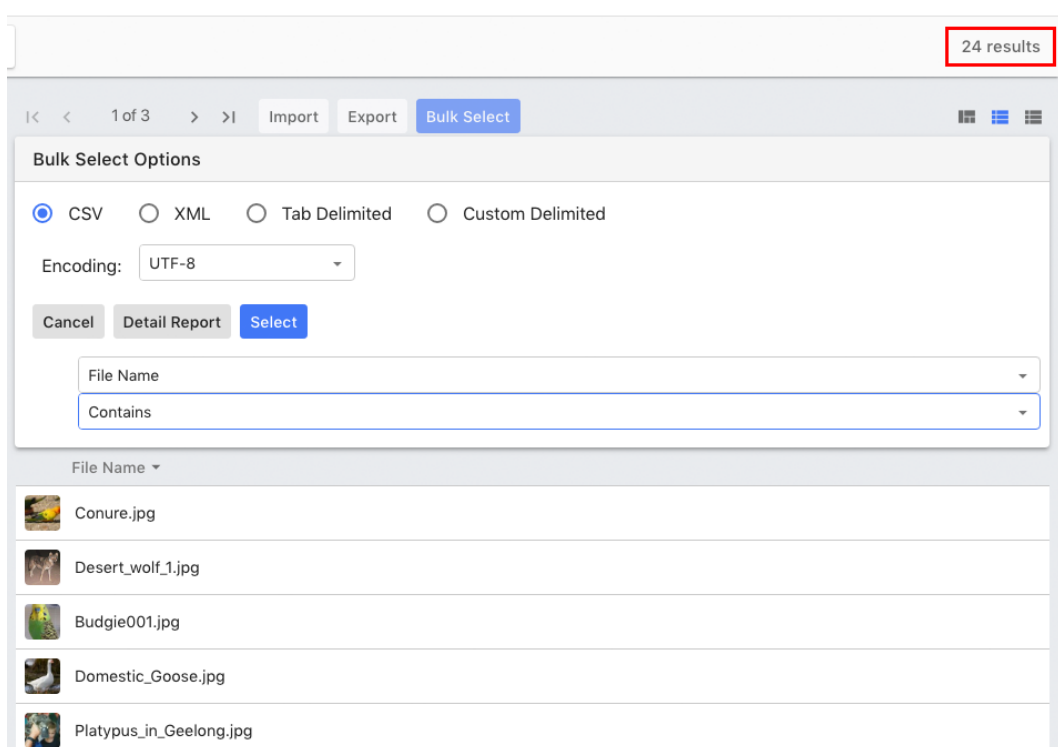 24 results
1 of 3 Import Export Bulk Select
Bulk Select Options
CSV XML Tab Delimited Custom Delimited
Encoding: UTF-8
Cancel Detail Report Select
File Name
Contains
File Name
Conure.jpg
Desert_wolf_1.jpg
Budgie001.jpg
Domestic_Goose.jpg
Platypus_in_Geelong.jpg